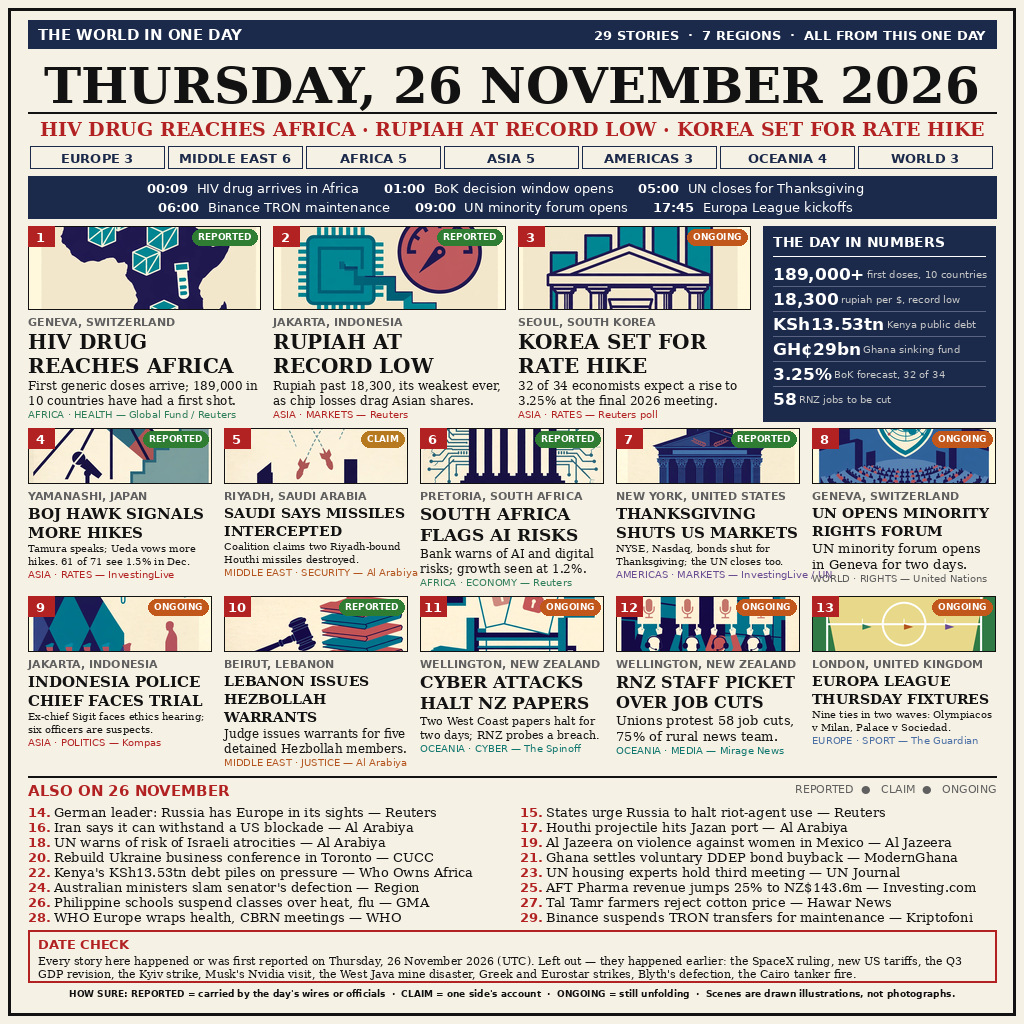 THE WORLD IN ONE DAY
29 STORIES · 7 REGIONS · ALL FROM THIS ONE DAY
THURSDAY, 26 NOVEMBER 2026
HIV DRUG REACHES AFRICA · RUPIAH AT RECORD LOW · KOREA SET FOR RATE HIKE
EUROPE 3
MIDDLE EAST 6
AFRICA 5
ASIA 5
AMERICAS 3
OCEANIA 4
WORLD 3
00:09 HIV drug arrives in Africa 01:00 BoK decision window opens 05:00 UN closes for Thanksgiving
06:00 Binance TRON maintenance 09:00 UN minority forum opens 17:45 Europa League kickoffs
1
REPORTED
GENEVA, SWITZERLAND
HIV DRUG
REACHES AFRICA
First generic doses arrive; 189,000 in
10 countries have had a first shot.
AFRICA · HEALTH — Global Fund / Reuters
2
REPORTED
JAKARTA, INDONESIA
RUPIAH AT
RECORD LOW
Rupiah past 18,300, its weakest ever,
as chip losses drag Asian shares.
ASIA · MARKETS — Reuters
3
ONGOING
SEOUL, SOUTH KOREA
KOREA SET FOR
RATE HIKE
32 of 34 economists expect a rise to
3.25% at the final 2026 meeting.
ASIA · RATES — Reuters poll
THE DAY IN NUMBERS
189,000+ first doses, 10 countries
18,300 rupiah per $, record low
KSh13.53tn Kenya public debt
GH¢29bn Ghana sinking fund
3.25% BoK forecast, 32 of 34
58 RNZ jobs to be cut
4
REPORTED
YAMANASHI, JAPAN
BOJ HAWK SIGNALS
MORE HIKES
Tamura speaks; Ueda vows more
hikes. 61 of 71 see 1.5% in Dec.
ASIA · RATES — InvestingLive
5
CLAIM
RIYADH, SAUDI ARABIA
SAUDI SAYS MISSILES
INTERCEPTED
Coalition claims two Riyadh-bound
Houthi missiles destroyed.
MIDDLE EAST · SECURITY — Al Arabiya
6
REPORTED
PRETORIA, SOUTH AFRICA
SOUTH AFRICA
FLAGS AI RISKS
Bank warns of AI and digital
risks; growth seen at 1.2%.
AFRICA · ECONOMY — Reuters
7
REPORTED
NEW YORK, UNITED STATES
THANKSGIVING
SHUTS US MARKETS
NYSE, Nasdaq, bonds shut for
Thanksgiving; the UN closes too.
AMERICAS · MARKETS — InvestingLive / UN
8
ONGOING
GENEVA, SWITZERLAND
UN OPENS MINORITY
RIGHTS FORUM
UN minority forum opens
in Geneva for two days.
WORLD · RIGHTS — United Nations
9
ONGOING
JAKARTA, INDONESIA
INDONESIA POLICE
CHIEF FACES TRIAL
Ex-chief Sigit faces ethics hearing;
six officers are suspects.
ASIA · POLITICS — Kompas
10
REPORTED
BEIRUT, LEBANON
LEBANON ISSUES
HEZBOLLAH
WARRANTS
Judge issues warrants for five
detained Hezbollah members.
MIDDLE EAST · JUSTICE — Al Arabiya
11
ONGOING
WELLINGTON, NEW ZEALAND
CYBER ATTACKS
HALT NZ PAPERS
Two West Coast papers halt for
two days; RNZ probes a breach.
OCEANIA · CYBER — The Spinoff
12
ONGOING
WELLINGTON, NEW ZEALAND
RNZ STAFF PICKET
OVER JOB CUTS
Unions protest 58 job cuts,
75% of rural news team.
OCEANIA · MEDIA — Mirage News
13
ONGOING
LONDON, UNITED KINGDOM
EUROPA LEAGUE
THURSDAY FIXTURES
Nine ties in two waves: Olympiacos
v Milan, Palace v Sociedad.
EUROPE · SPORT — The Guardian
ALSO ON 26 NOVEMBER
REPORTED ● CLAIM ● ONGOING
14. German leader: Russia has Europe in its sights — Reuters
15. States urge Russia to halt riot-agent use — Reuters
16. Iran says it can withstand a US blockade — Al Arabiya
17. Houthi projectile hits Jazan port — Al Arabiya
18. UN warns of risk of Israeli atrocities — Al Arabiya
19. Al Jazeera on violence against women in Mexico — Al Jazeera
20. Rebuild Ukraine business conference in Toronto — CUCC
21. Ghana settles voluntary DDEP bond buyback — ModernGhana
22. Kenya's KSh13.53tn debt piles on pressure — Who Owns Africa
23. UN housing experts hold third meeting — UN Journal
24. Australian ministers slam senator's defection — Region
25. AFT Pharma revenue jumps 25% to NZ$143.6m — Investing.com
26. Philippine schools suspend classes over heat, flu — GMA
27. Tal Tamr farmers reject cotton price — Hawar News
28. WHO Europe wraps health, CBRN meetings — WHO
29. Binance suspends TRON transfers for maintenance — Kriptofoni
DATE CHECK
Every story here happened or was first reported on Thursday, 26 November 2026 (UTC). Left out — they happened earlier: the SpaceX ruling, new US tariffs, the Q3
GDP revision, the Kyiv strike, Musk's Nvidia visit, the West Java mine disaster, Greek and Eurostar strikes, Blyth's defection, the Cairo tanker fire.
HOW SURE: REPORTED = carried by the day's wires or officials · CLAIM = one side's account · ONGOING = still unfolding · Scenes are drawn illustrations, not photographs.